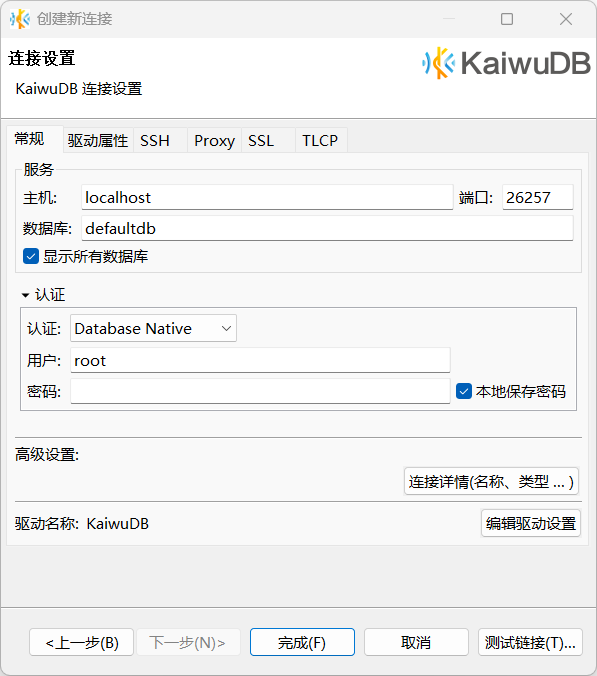 创建新连接
连接设置
KaiwuDB 连接设置
KaiwuDB
常规 驱动属性 SSH Proxy SSL TLCP
服务
主机: localhost 端口: 26257
数据库: defaultdb
显示所有数据库
认证
认证: Database Native
用户: root
密码: 本地保存密码
高级设置:
连接详情(名称、类型 ... )
驱动名称: KaiwuDB 编辑驱动设置
<上一步(B) 下一步(N)> 完成(F) 取消 测试链接(T)...